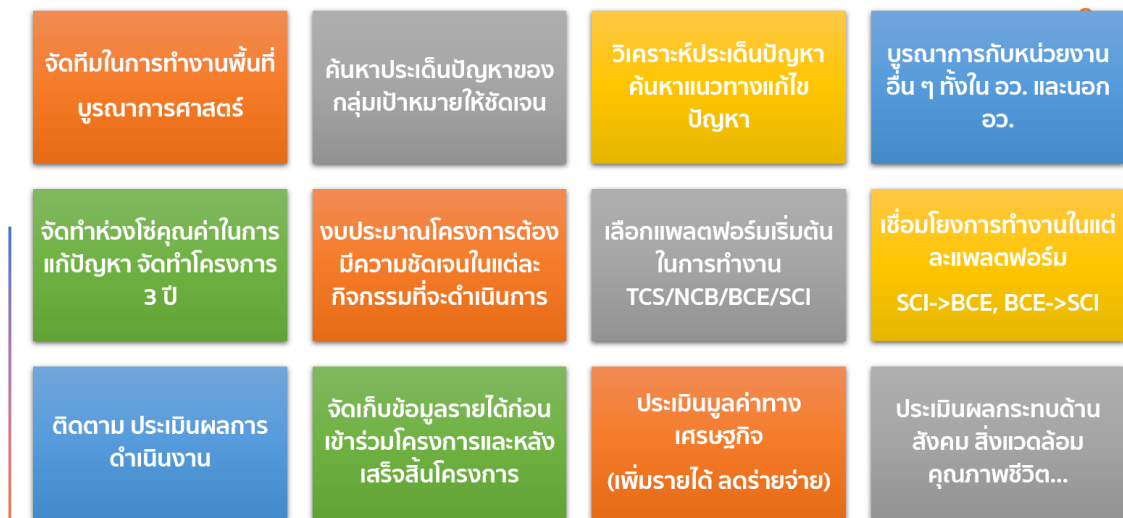 จัดทีมในการทำงานพื้นที่
บูรณาการศาสตร์
ค้นหาประเด็นปัญหาของ
กลุ่มเป้าหมายให้ชัดเจน
วิเคราะห์ประเด็นปัญหา
ค้นหาแนวทางแก้ไข
ปัญหา
บูรณาการกับหน่วยงาน
อื่น ๆ ทั้งใน อว. และนอก
อว.
จัดทำห่วงโซ่คุณค่าในการ
แก้ปัญหา จัดทำโครงการ
3 ปี
งบประมาณโครงการต้อง
มีความชัดเจนในแต่ละ
กิจกรรมที่จะดำเนินการ
เลือกแพลตฟอร์มเริ่มต้น
ในการทำงาน
TCS/NCB/BCE/SCI
เชื่อมโยงการทำงานในแต่
ละแพลตฟอร์ม
SCI->BCE, BCE->SCI
ติดตาม ประเมินผลการ
ดำเนินงาน
จัดเก็บข้อมูลรายได้ก่อน
เข้าร่วมโครงการและหลัง
เสร็จสิ้นโครงการ
ประเมินมูลค่าทาง
เศรษฐกิจ
(เพิ่มรายได้ ลดร่ายจ่าย)
ประเมินผลกระทบด้าน
สังคม สิ่งแวดล้อม
คุณภาพชีวิต...